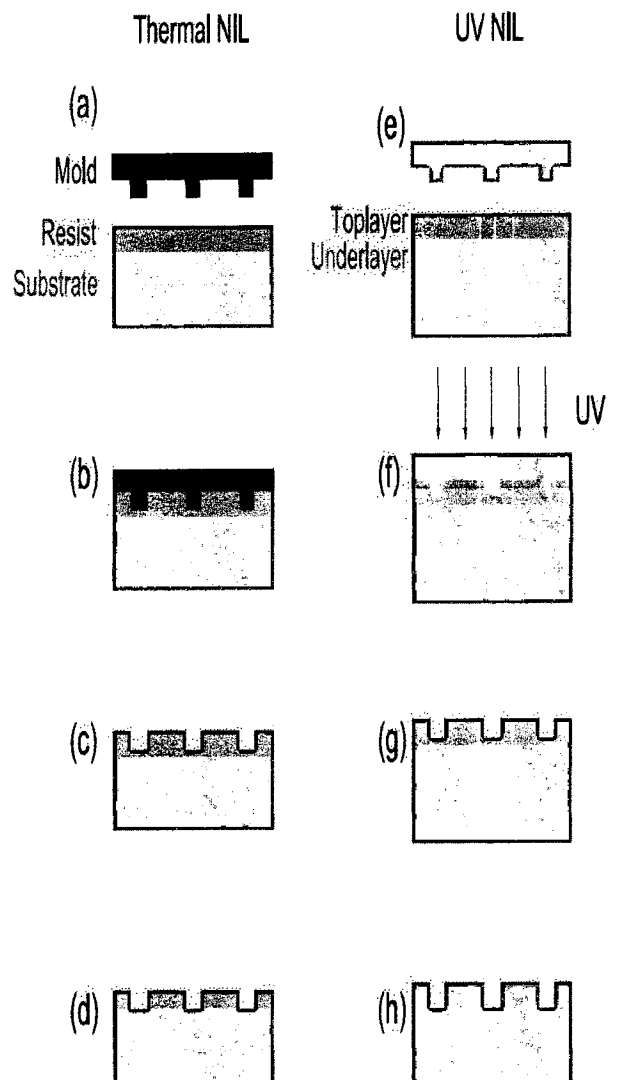 Thermal NIL
UV NIL
(a)
Mold
Resist
Substrate
(e)
Toplayer
Underlayer
UV
(b)
(f)
(c)
(g)
(d)
(h)